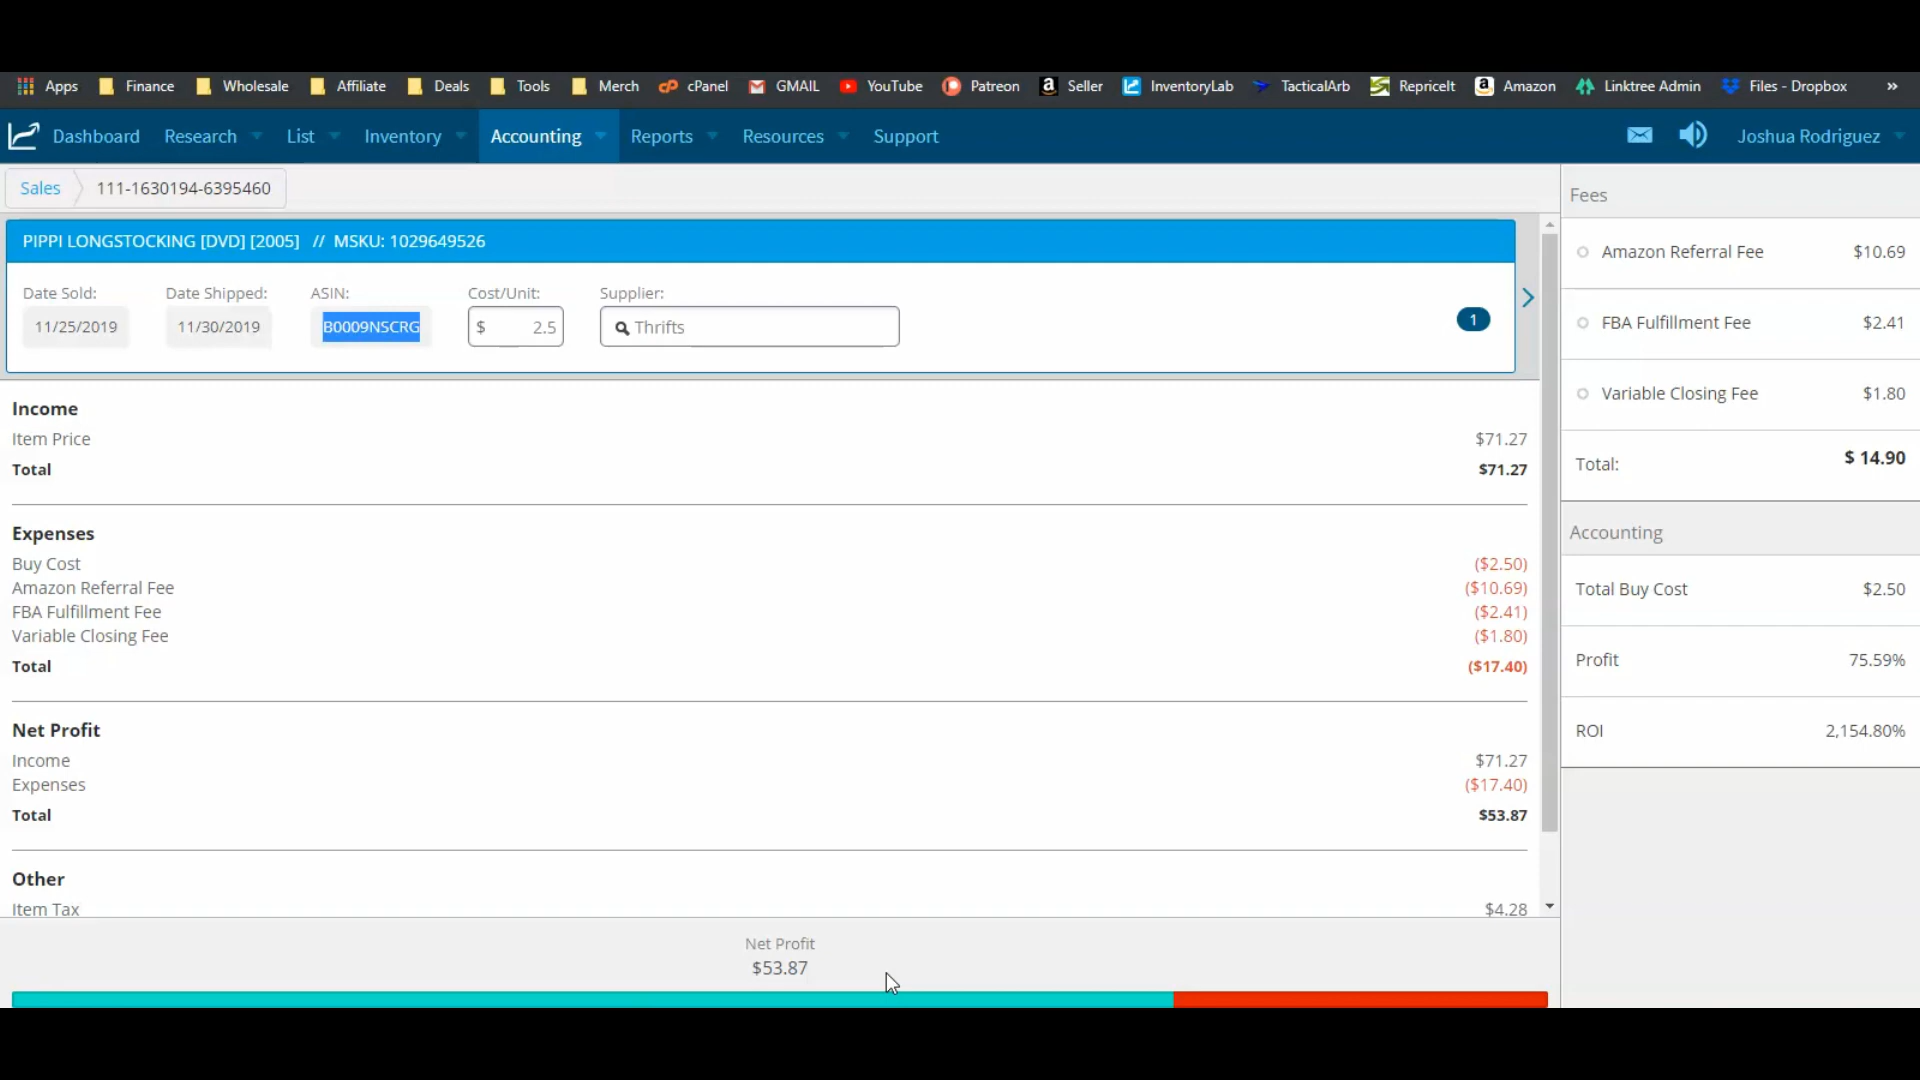 Apps Finance Wholesale Affiliate Deals Tools Merch cPanel GMAIL YouTube Patreon Seller InventoryLab TacticalArb RepriceIt Amazon Linktree Admin Files - Dropbox »
Dashboard Research List Inventory Accounting Reports Resources Support Joshua Rodriguez
Sales 111-1630194-6395460
PIPPI LONGSTOCKING [DVD] [2005] // MSKU: 1029649526
Date Sold: Date Shipped: ASIN: Cost/Unit: Supplier:
11/25/2019 11/30/2019 B0009NSCRG $ 2.5 Thrifts 1
Income
Item Price $71.27
Total $71.27
Expenses
Buy Cost ($2.50)
Amazon Referral Fee ($10.69)
FBA Fulfillment Fee ($2.41)
Variable Closing Fee ($1.80)
Total ($17.40)
Net Profit
Income $71.27
Expenses ($17.40)
Total $53.87
Other
Item Tax $4.28
Net Profit
$53.87
Fees
Amazon Referral Fee $10.69
FBA Fulfillment Fee $2.41
Variable Closing Fee $1.80
Total: $ 14.90
Accounting
Total Buy Cost $2.50
Profit 75.59%
ROI 2,154.80%